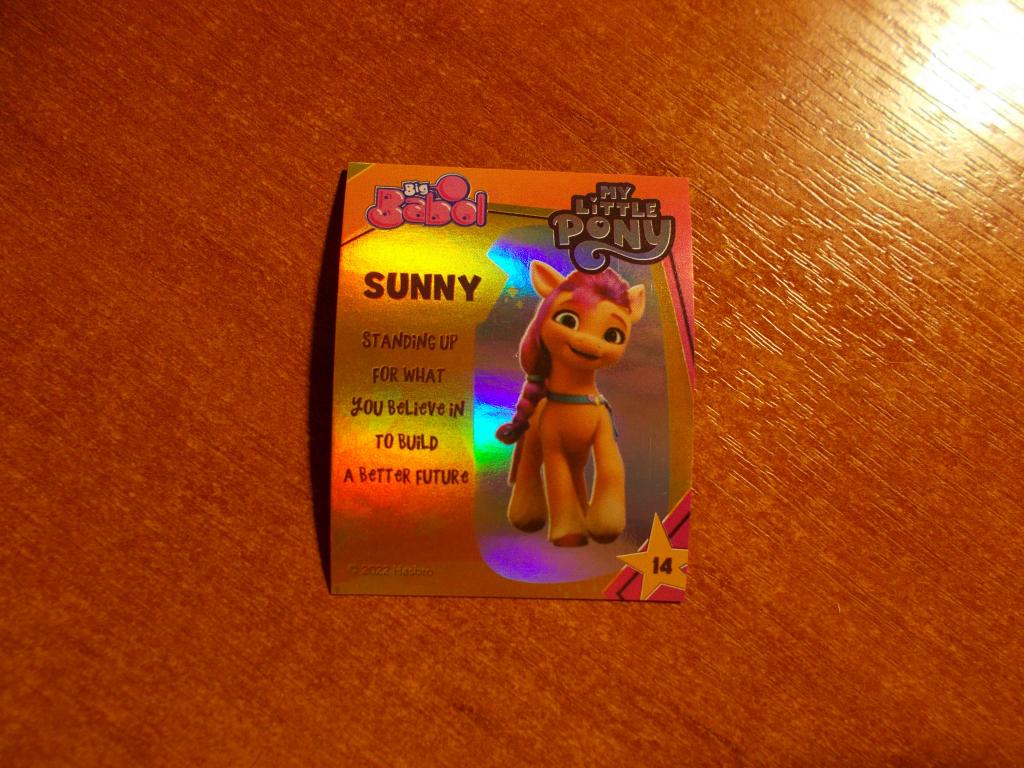 Big
Babol
MY
LITTLE
PONY
SUNNY
STANDING UP
FOR WHAT
YOU BELIEVE IN
TO BUILD
A BETTER FUTURE
© 2022 Hasbro
14